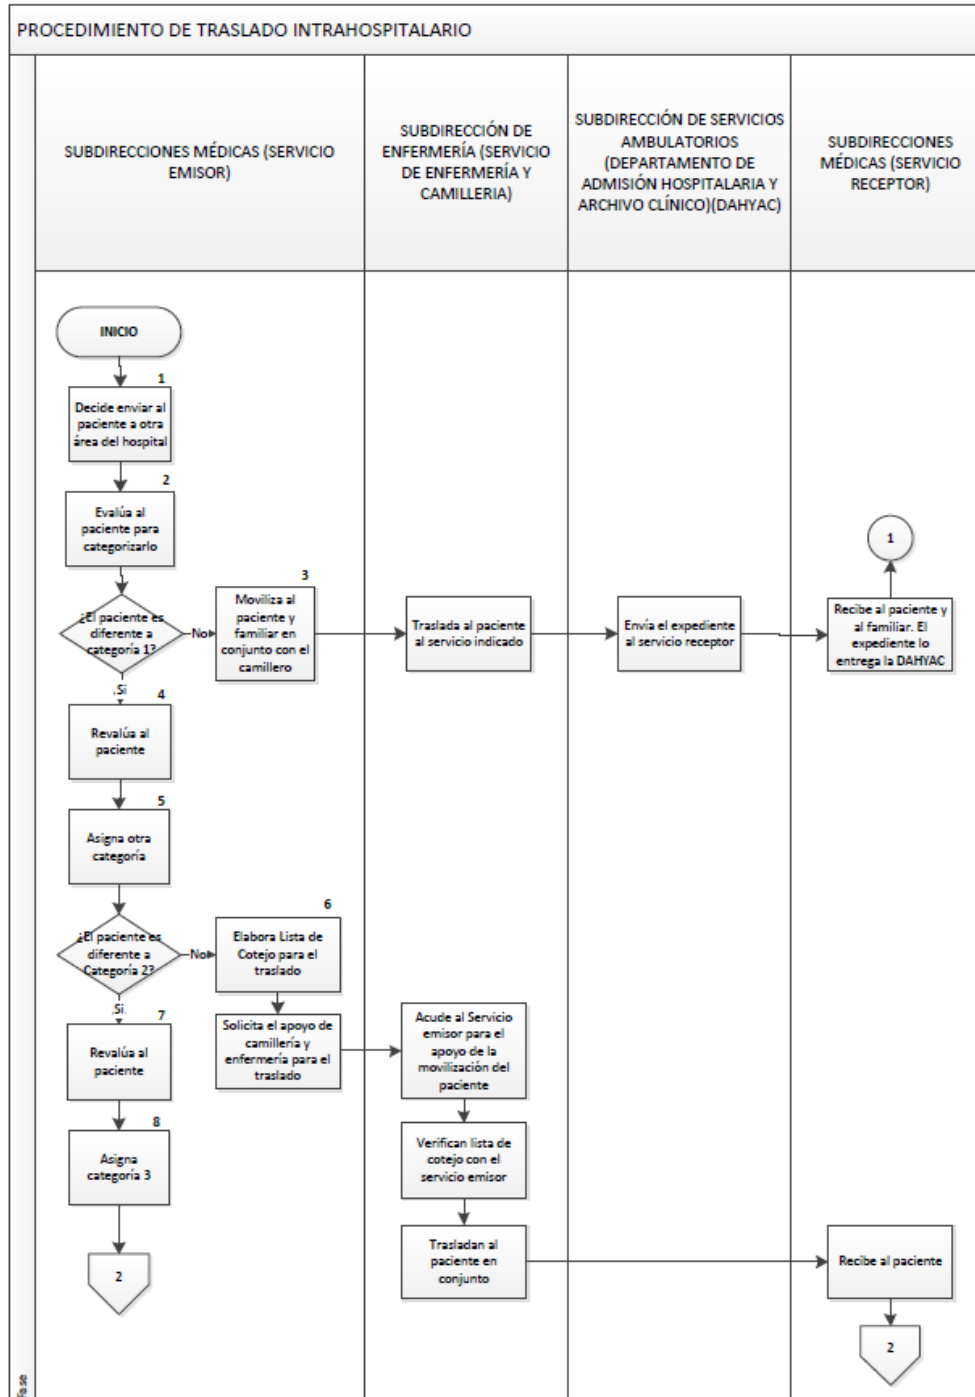 PROCEDIMIENTO DE TRASLADO INTRAHOSPITALARIO
SUBDIRECCIONES MÉDICAS (SERVICIO
EMISOR)
SUBDIRECCIÓN DE
ENFERMERÍA (SERVICIO
DE ENFERMERÍA Y
CAMILLERIA)
SUBDIRECCIÓN DE SERVICIOS
AMBULATORIOS
(DEPARTAMENTO DE
ADMISIÓN HOSPITALARIA Y
ARCHIVO CLÍNICO)(DAHYAC)
SUBDIRECCIONES
MÉDICAS (SERVICIO
RECEPTOR)
INICIO
1
Decide enviar al
paciente a otra
área del hospital
2
Evalúa al
paciente para
categorizarlo
¿El paciente es
diferente a
categoría 1?
No
3
Moviliza al
paciente y
familiar en
conjunto con el
camillero
Traslada al paciente
al servicio indicado
Envía el expediente
al servicio receptor
Recibe al paciente y
al familiar. El
expediente lo
entrega la DAHYAC
1
Si
4
Revalúa al
paciente
5
Asigna otra
categoría
¿El paciente es
diferente a
Categoría 2?
No
6
Elabora Lista de
Cotejo para el
traslado
Solicita el apoyo de
camillería y
enfermería para el
traslado
Acude al Servicio
emisor para el
apoyo de la
movilización del
paciente
Verifican lista de
cotejo con el
servicio emisor
Trasladan al
paciente en
conjunto
Recibe al paciente
2
Si
7
Revalúa al
paciente
8
Asigna
categoría 3
2
Fase